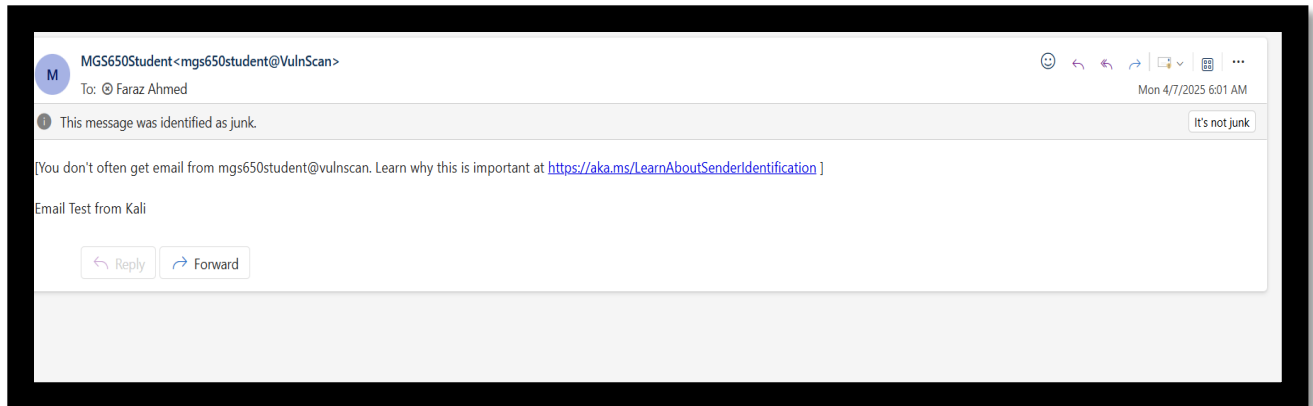 MGS650Student<mgs650student@VulnScan>
M
To: Faraz Ahmed
Mon 4/7/2025 6:01 AM
This message was identified as junk.
It's not junk
[You don't often get email from mgs650student@vulnscan. Learn why this is important at https://aka.ms/LearnAboutSenderIdentification ]
Email Test from Kali
Reply
Forward